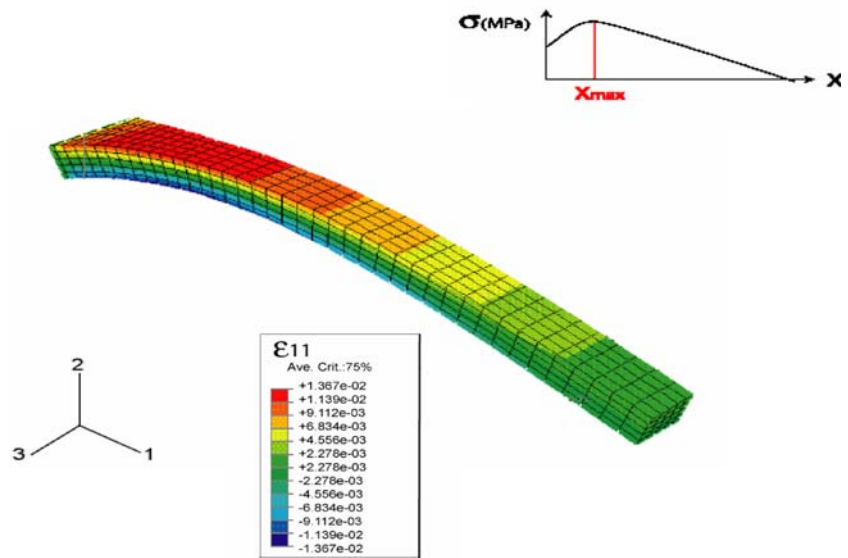 σ(MPa)
X
Xmax
ε11
Ave. Crit.:75%
+1.367e-02
+1.139e-02
+9.112e-03
+6.834e-03
+4.556e-03
+2.278e-03
+2.278e-03
-2.278e-03
-4.556e-03
-6.834e-03
-9.112e-03
-1.139e-02
-1.367e-02
2
3
1